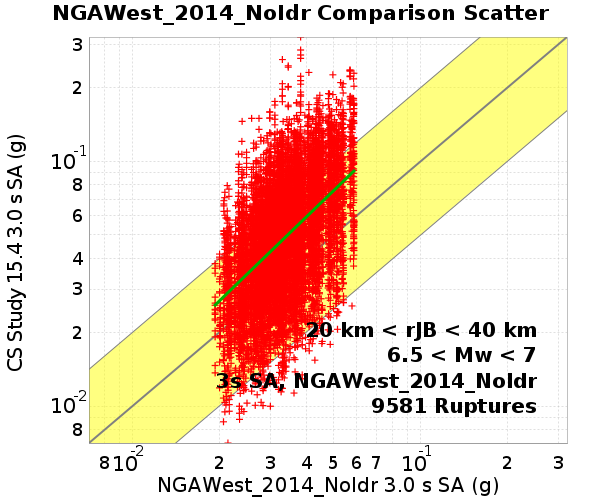 NGAWest_2014_NoIdr Comparison Scatter
CS Study 15.4 3.0 s SA (g)
3
2
10-1
8
6
4
3
2
10-2
8
20 km < rJB < 40 km
6.5 < Mw < 7
3s SA, NGAWest_2014_NoIdr
9581 Ruptures
8 10-2 2 3 4 5 6 7 10-1 2 3
NGAWest_2014_NoIdr 3.0 s SA (g)